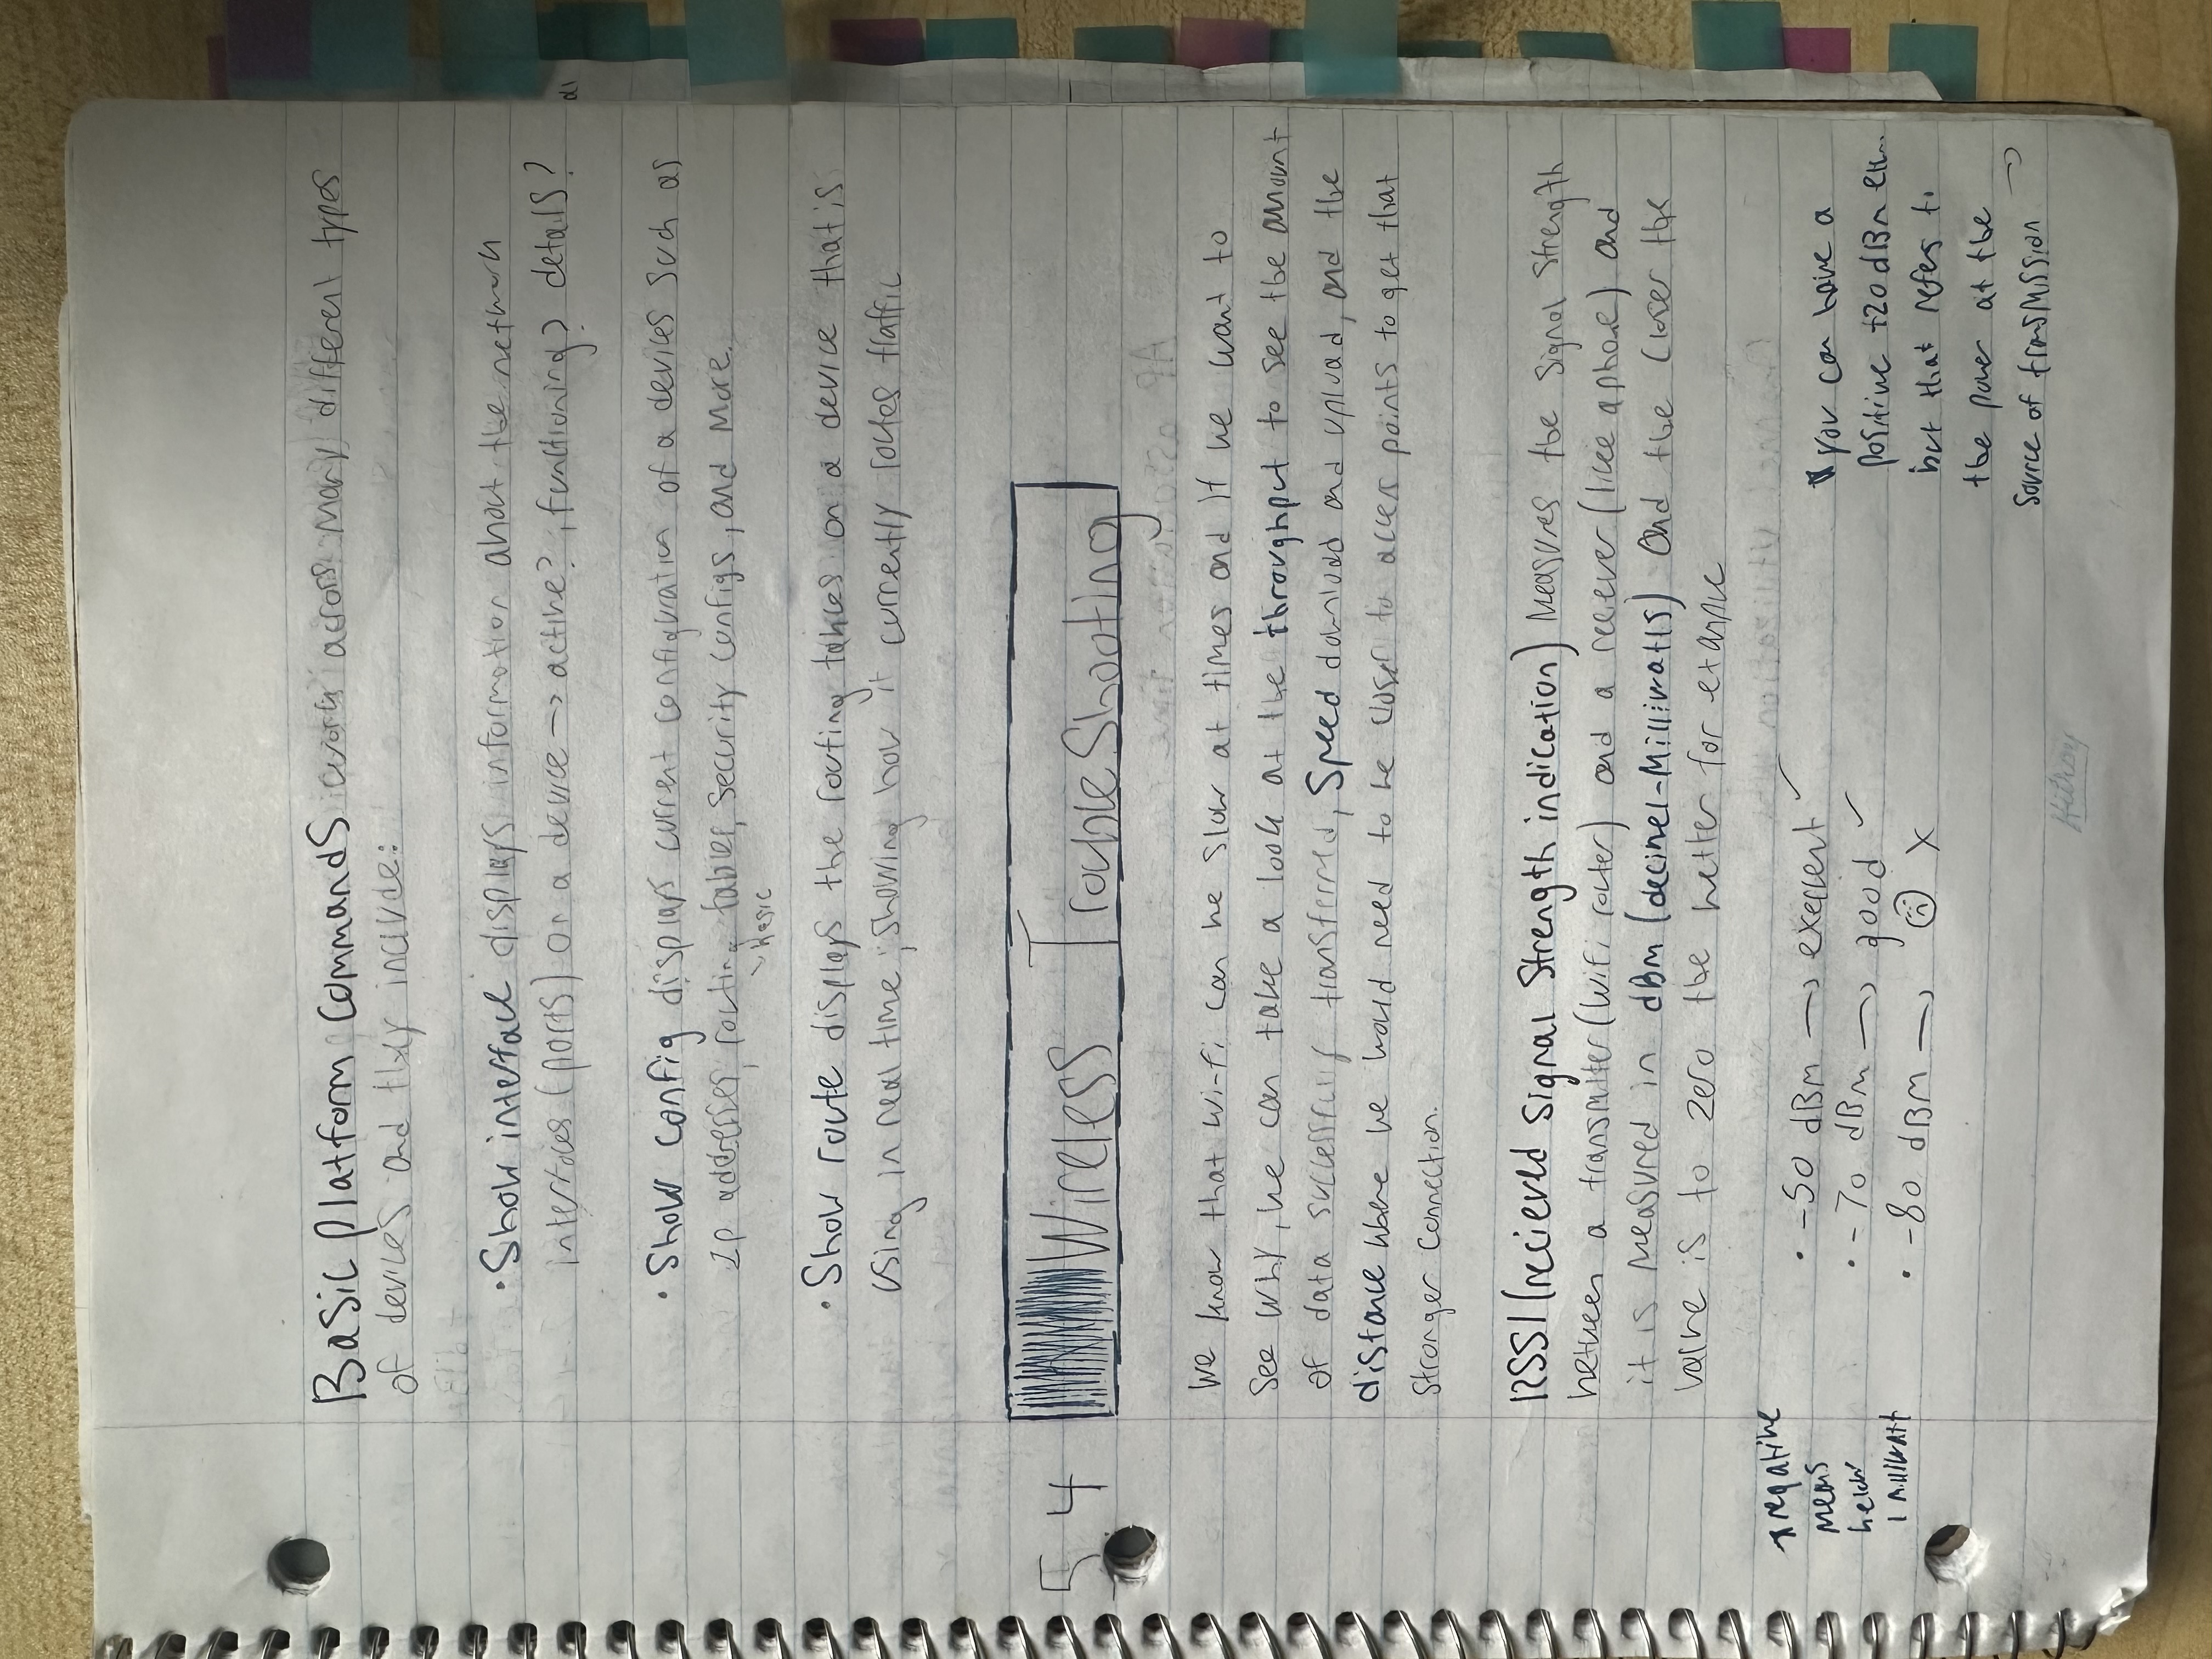 Basic platform commands work across many different types
of devices and they include:
• Show interface displays information about the network
interfaces (ports) on a device → active?, functioning? details?
• Show config displays current configuration of a devices such as
IP addresses, routing tables, security configs, and more.
↘ basic
• Show route displays the routing tables on a device that is
using in real time; showing how it currently routes traffic
54 Wireless TroubleShooting
We know that Wi-fi can be slow at times and if we want to
see why, we can take a look at the throughput to see the amount
of data successfully transferred, Speed download and upload, and the
distance where we would need to be closer to access points to get that
stronger connection.
RSSI (recieved signal strength indication) measures the signal strength
between a transmitter (wifi router) and a reciever (like a phone) and
it is measured in dBm (decibel-Milliwatts) and the closer the
value is to zero the better for example
* negative
means
below
1 milliwatt
• -50 dBm → excellent ✓
• -70 dBm → good ✓
• -80 dBm → ☹ X
* you can have a
positive +20 dBm etc..
but that refers to
the power at the
source of transmission →
Hilroy